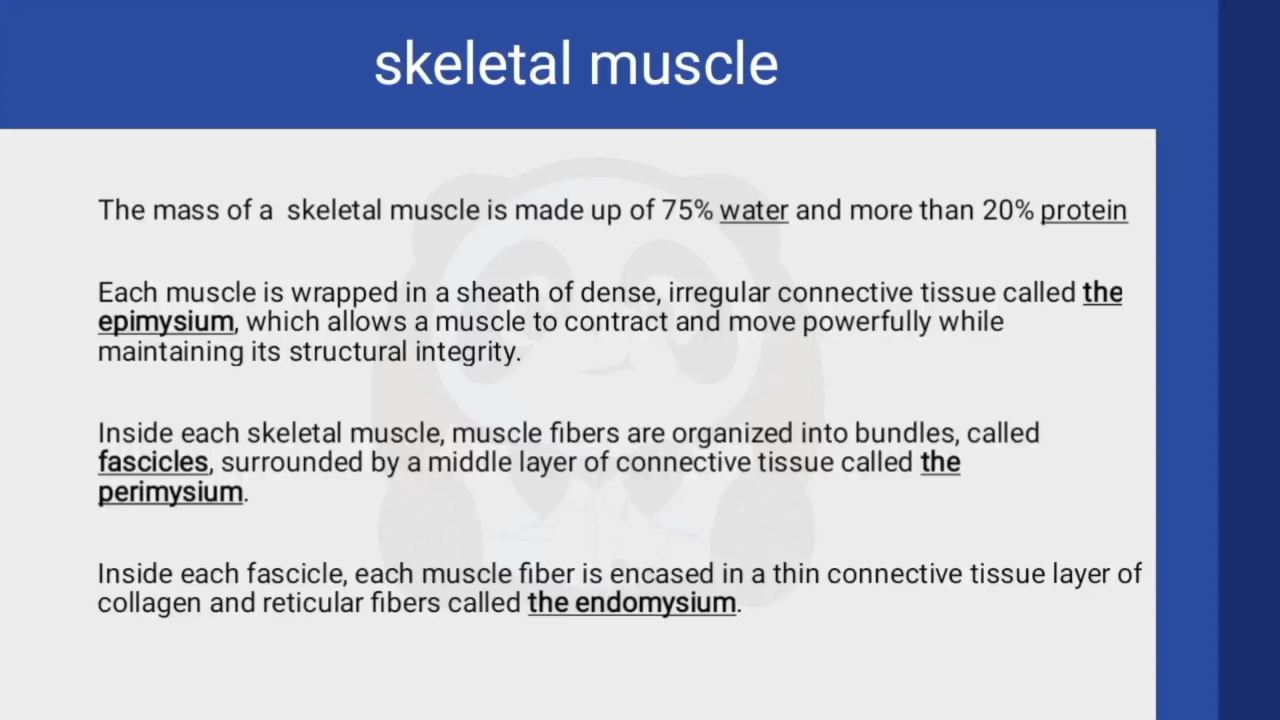 skeletal muscle
The mass of a  skeletal muscle is made up of 75% water and more than 20% protein
Each muscle is wrapped in a sheath of dense, irregular connective tissue called the
epimysium, which allows a muscle to contract and move powerfully while
maintaining its structural integrity.
Inside each skeletal muscle, muscle fibers are organized into bundles, called
fascicles, surrounded by a middle layer of connective tissue called the
perimysium.
Inside each fascicle, each muscle fiber is encased in a thin connective tissue layer of
collagen and reticular fibers called the endomysium.